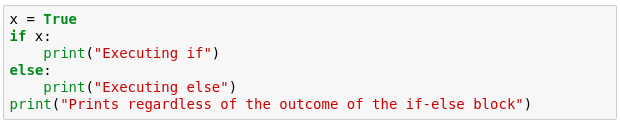 x = True
if x:
    print("Executing if")
else:
    print("Executing else")
print("Prints regardless of the outcome of the if-else block")